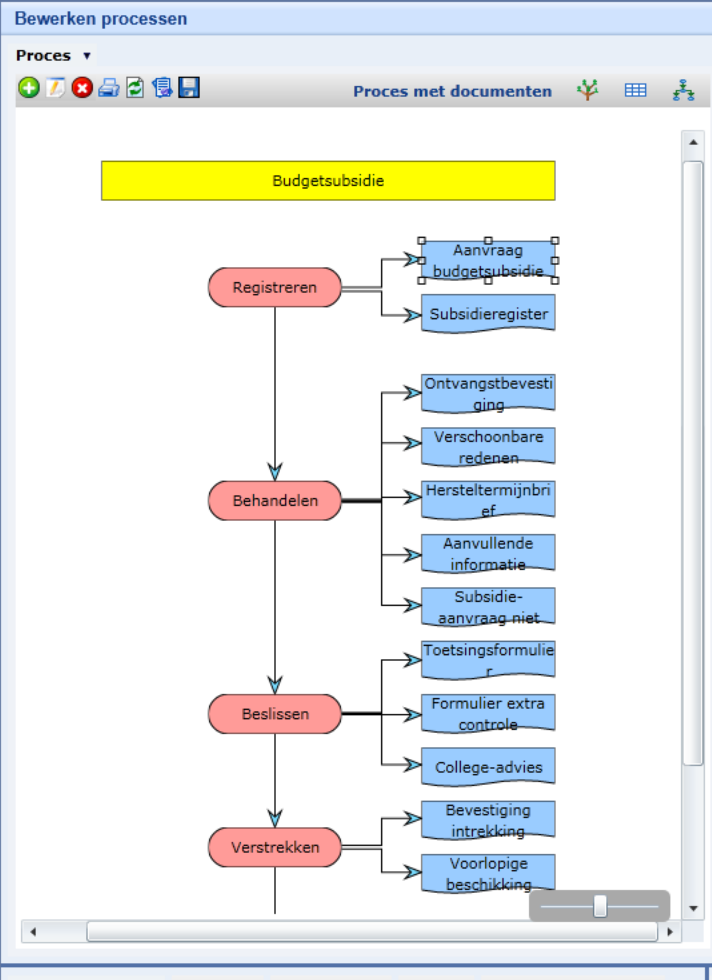 Bewerken processen
Proces
Proces met documenten
Budgetsubsidie
Aanvraag
budgetsubsidie
Registreren
Subsidieregister
Ontvangstbevesti
ging
Verschoonbare
redenen
Behandelen
Hersteltermijnbri
ef
Aanvullende
informatie
Subsidie-
aanvraag niet
Toetsingsformulie
r
Beslissen
Formulier extra
controle
College-advies
Bevestiging
intrekking
Verstrekken
Voorlopige
beschikking